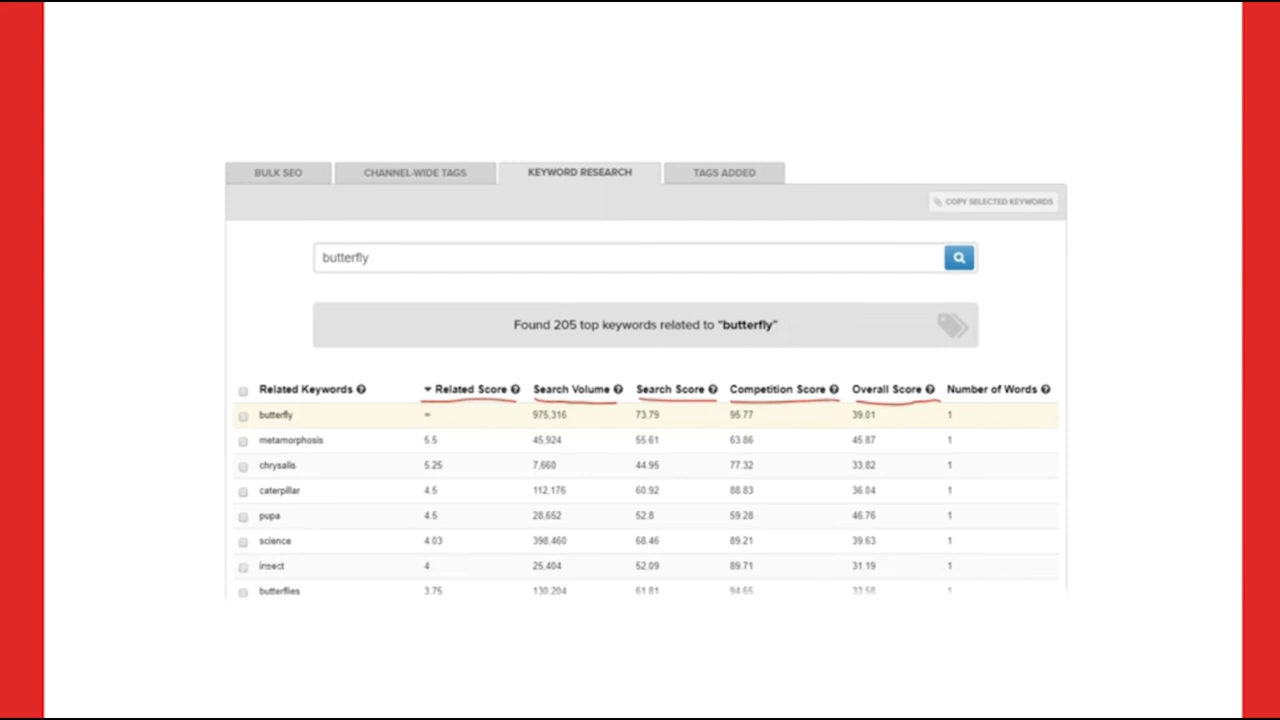 BULK SEO CHANNEL-WIDE TAGS KEYWORD RESEARCH TAGS ADDED
COPY SELECTED KEYWORDS
butterfly
Found 205 top keywords related to "butterfly"
Related Keywords Related Score Search Volume Search Score Competition Score Overall Score Number of Words
butterfly = 975,316 73.79 95.77 39.01 1
metamorphosis 5.5 45,924 55.61 63.86 45.87 1
chrysalis 5.25 7,660 44.95 77.32 33.82 1
caterpillar 4.5 112,176 60.92 88.83 36.04 1
pupa 4.5 28,652 52.8 59.28 46.76 1
science 4.03 398,460 68.46 89.21 39.63 1
insect 4 25,404 52.09 89.71 31.19 1
butterflies 3.75 130,204 61.81 94.65 33.58 1